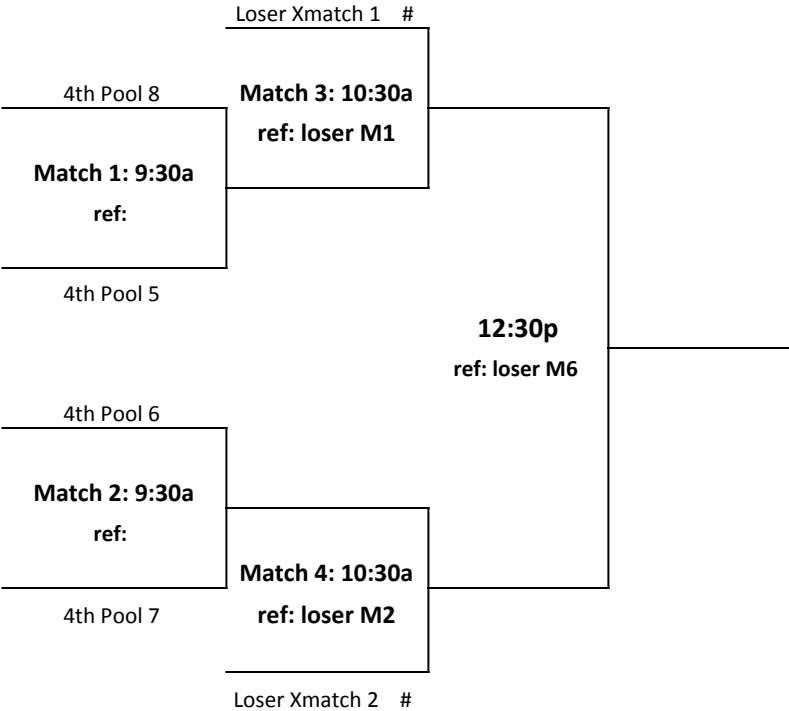 Loser Xmatch 1 #
4th Pool 8
Match 3: 10:30a
ref: loser M1
Match 1: 9:30a
ref:
4th Pool 5
12:30p
ref: loser M6
4th Pool 6
Match 2: 9:30a
ref:
Match 4: 10:30a
ref: loser M2
4th Pool 7
Loser Xmatch 2 #